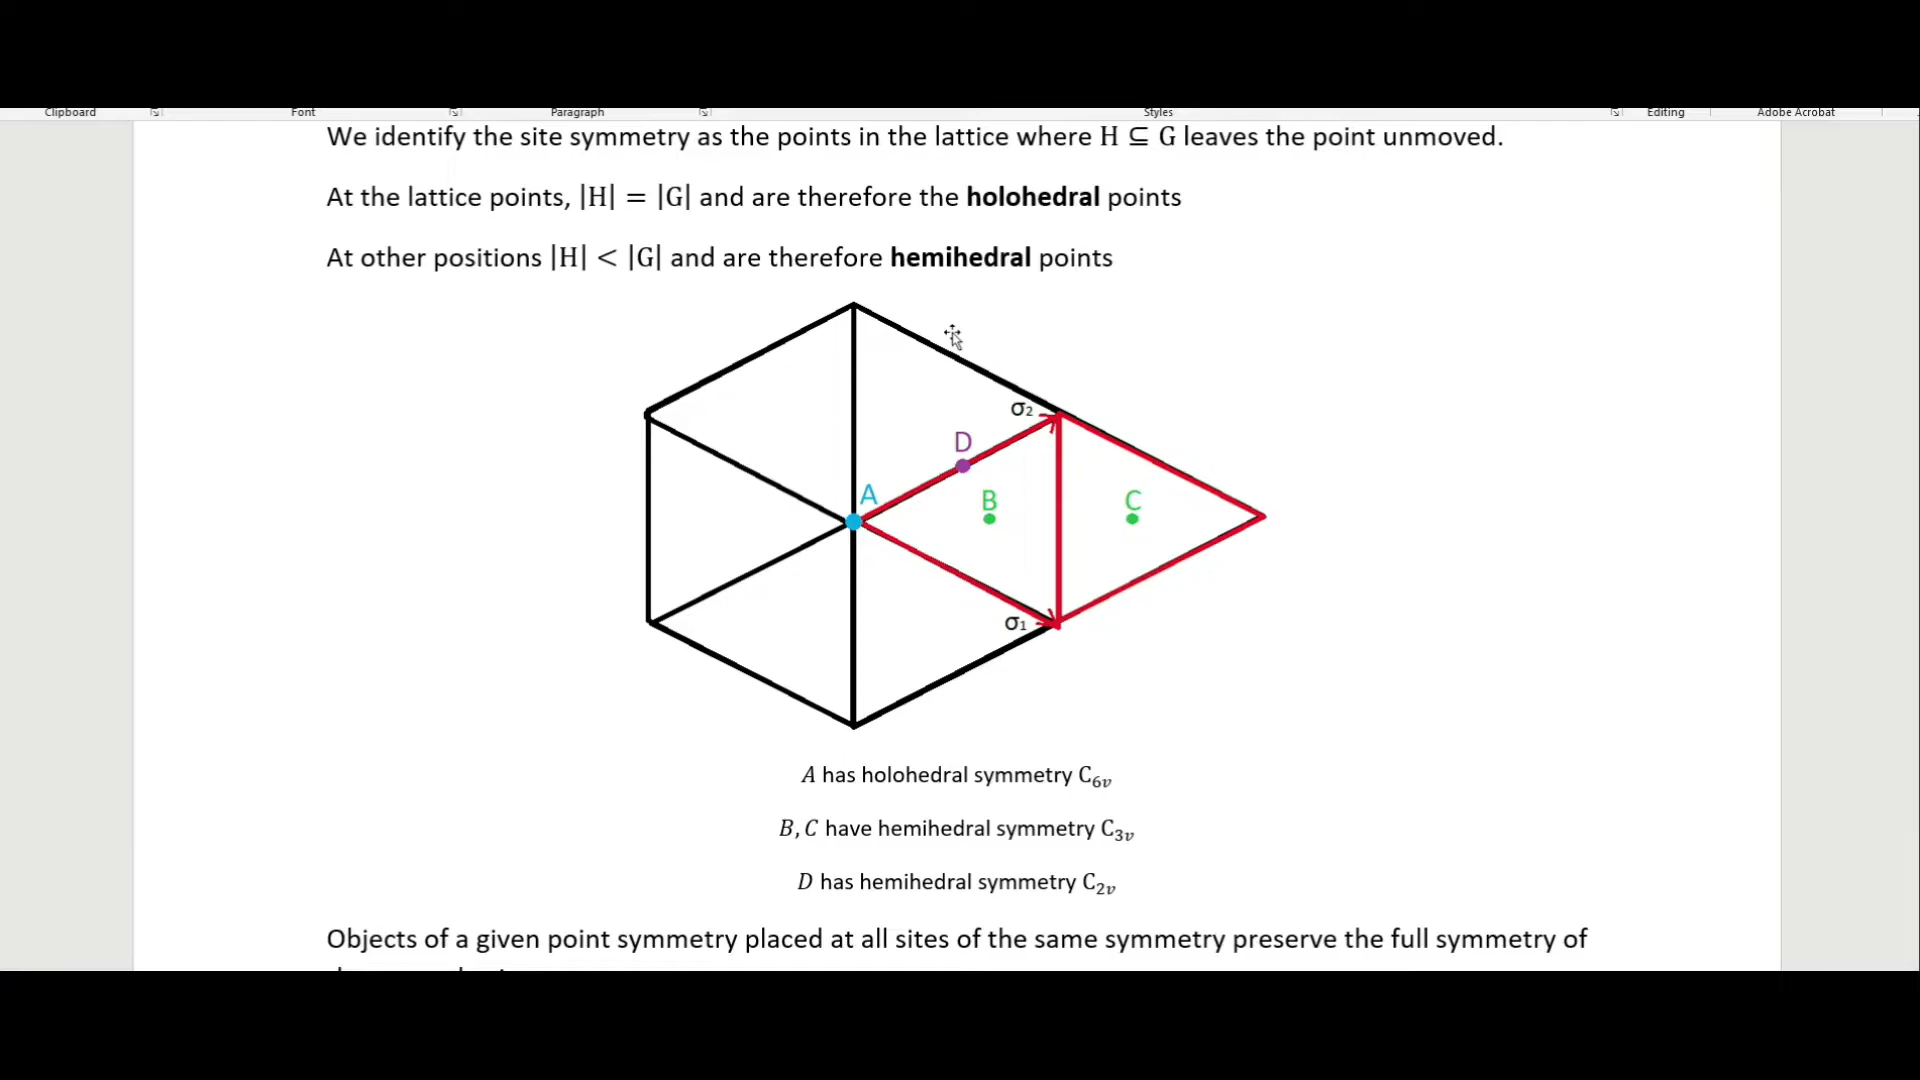 Clipboard Font Paragraph Styles Editing Adobe Acrobat
We identify the site symmetry as the points in the lattice where H ⊆ G leaves the point unmoved.
At the lattice points, |H| = |G| and are therefore the holohedral points
At other positions |H| < |G| and are therefore hemihedral points
σ₂
D
A
B
C
σ₁
A has holohedral symmetry C₆ᵥ
B, C have hemihedral symmetry C₃ᵥ
D has hemihedral symmetry C₂ᵥ
Objects of a given point symmetry placed at all sites of the same symmetry preserve the full symmetry of